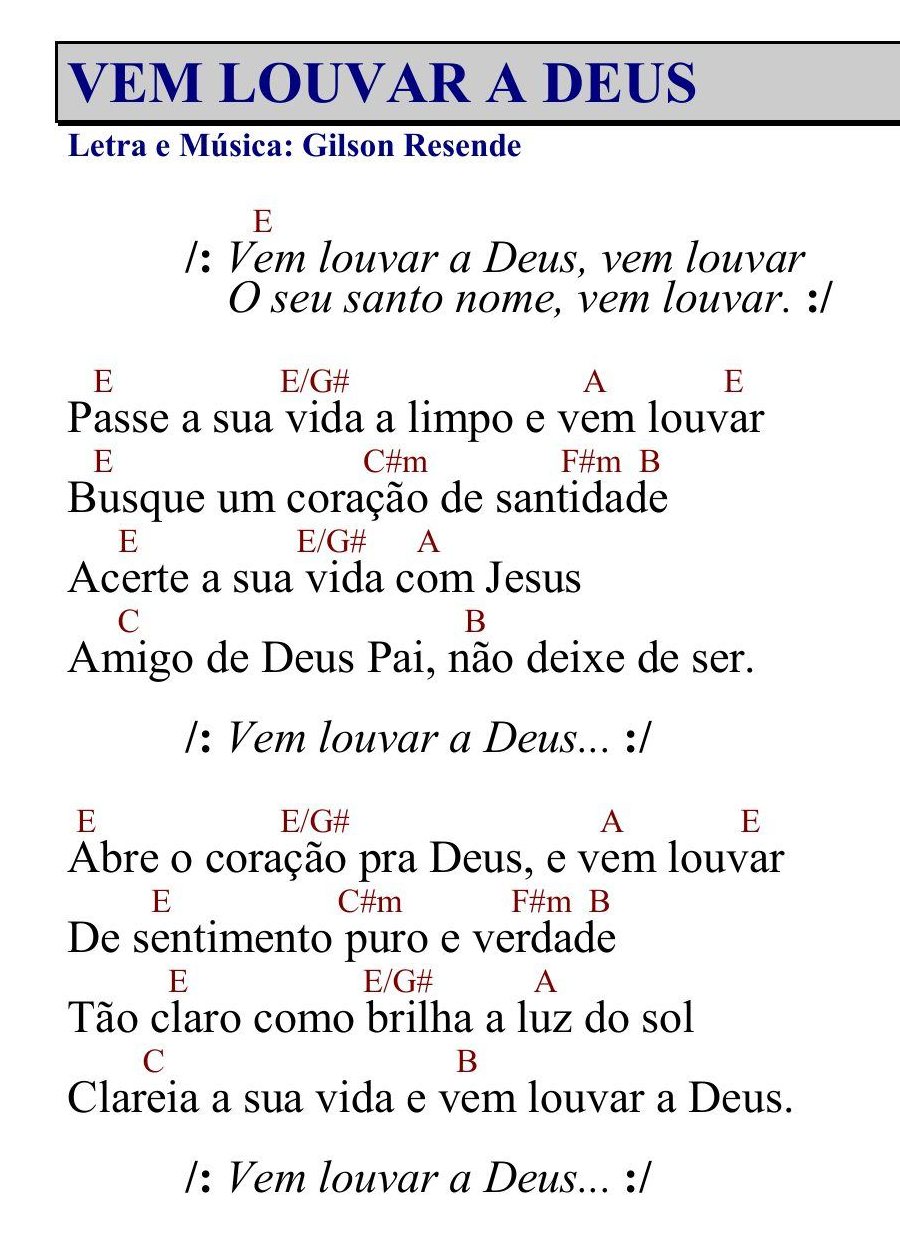 VEM LOUVAR A DEUS
Letra e Música: Gilson Resende
E
/: Vem louvar a Deus, vem louvar
O seu santo nome, vem louvar. :/
E E/G# A E
Passe a sua vida a limpo e vem louvar
E C#m F#m B
Busque um coração de santidade
E E/G# A
Acerte a sua vida com Jesus
C B
Amigo de Deus Pai, não deixe de ser.
/: Vem louvar a Deus... :/
E E/G# A E
Abre o coração pra Deus, e vem louvar
E C#m F#m B
De sentimento puro e verdade
E E/G# A
Tão claro como brilha a luz do sol
C B
Clareia a sua vida e vem louvar a Deus.
/: Vem louvar a Deus... :/